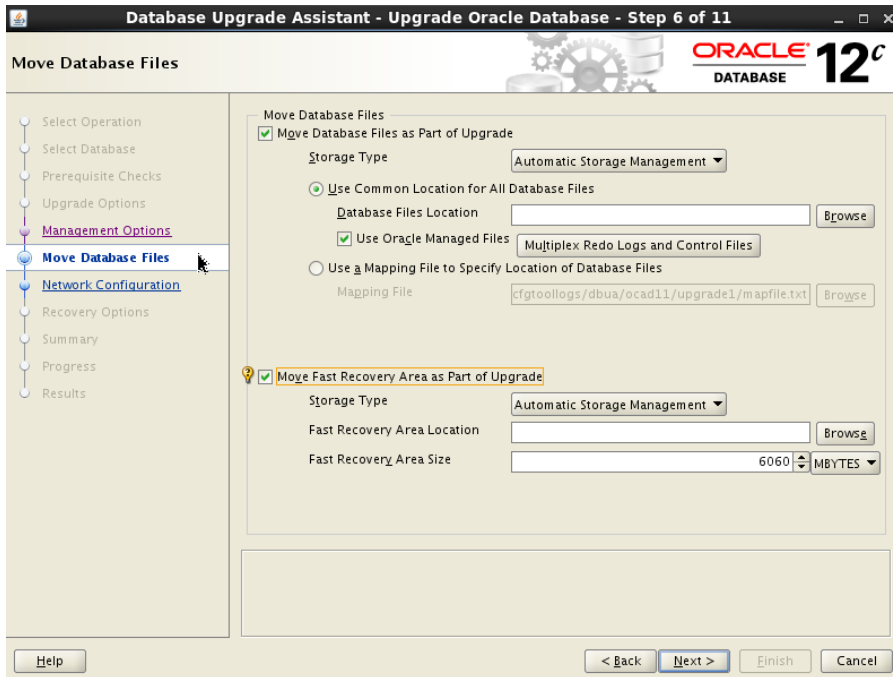 Database Upgrade Assistant - Upgrade Oracle Database - Step 6 of 11
Move Database Files
ORACLE
DATABASE
12c
Select Operation
Select Database
Prerequisite Checks
Upgrade Options
Management Options
Move Database Files
Network Configuration
Recovery Options
Summary
Progress
Results
Move Database Files
Move Database Files as Part of Upgrade
Storage Type Automatic Storage Management
Use Common Location for All Database Files
Database Files Location Browse
Use Oracle Managed Files Multiplex Redo Logs and Control Files
Use a Mapping File to Specify Location of Database Files
Mapping File cfgtoollogs/dbua/ocad11/upgrade1/mapfile.txt Browse
Move Fast Recovery Area as Part of Upgrade
Storage Type Automatic Storage Management
Fast Recovery Area Location Browse
Fast Recovery Area Size 6060 MBYTES
Help < Back Next > Finish Cancel